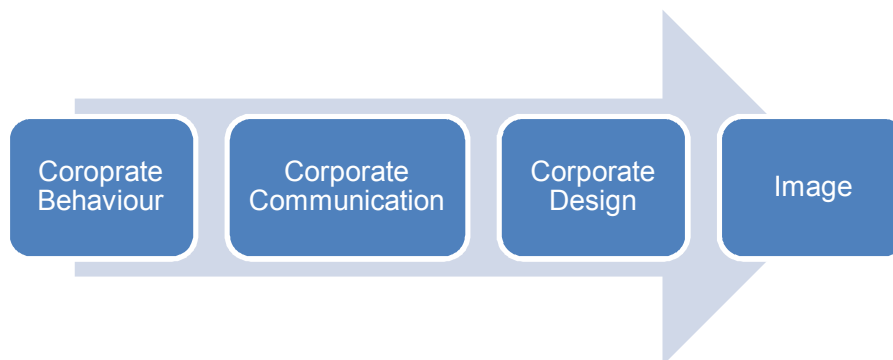 Coroprate
Behaviour
Corporate
Communication
Corporate
Design
Image